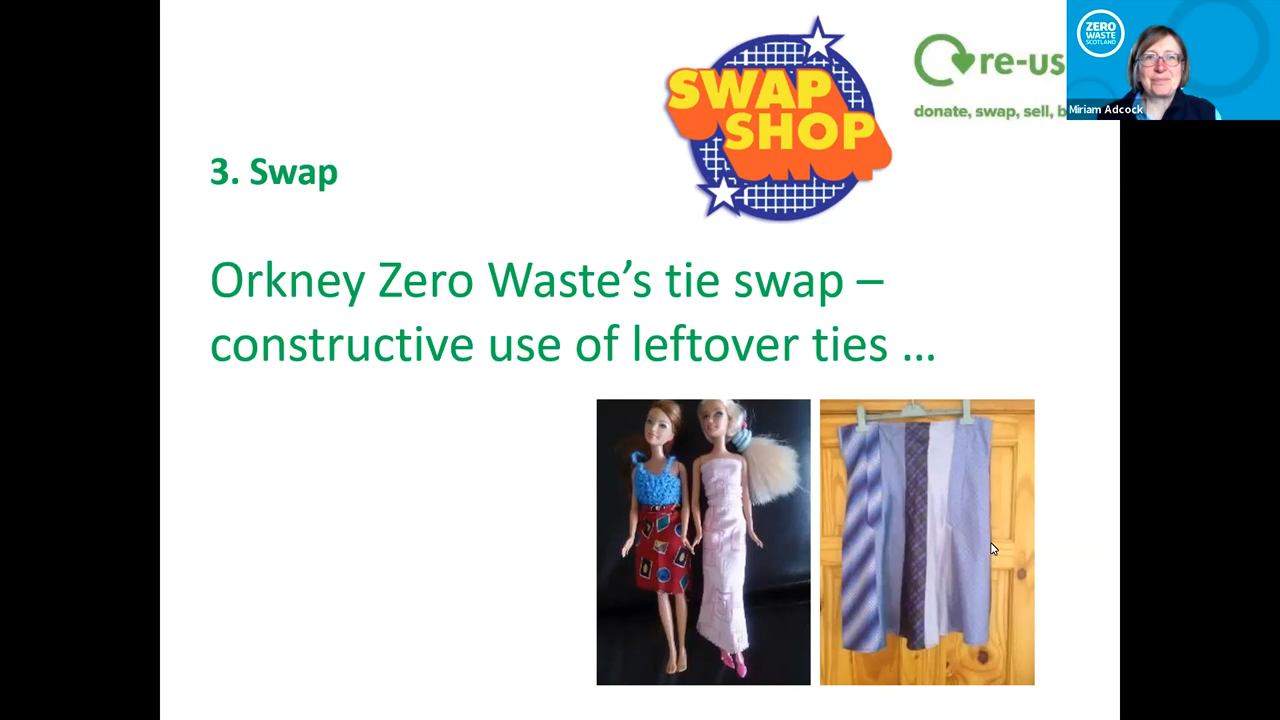 SWAP
SHOP
re-us
donate, swap, sell, b
ZERO
WASTE
SCOTLAND
Miriam Adcock
3. Swap
Orkney Zero Waste’s tie swap –
constructive use of leftover ties …